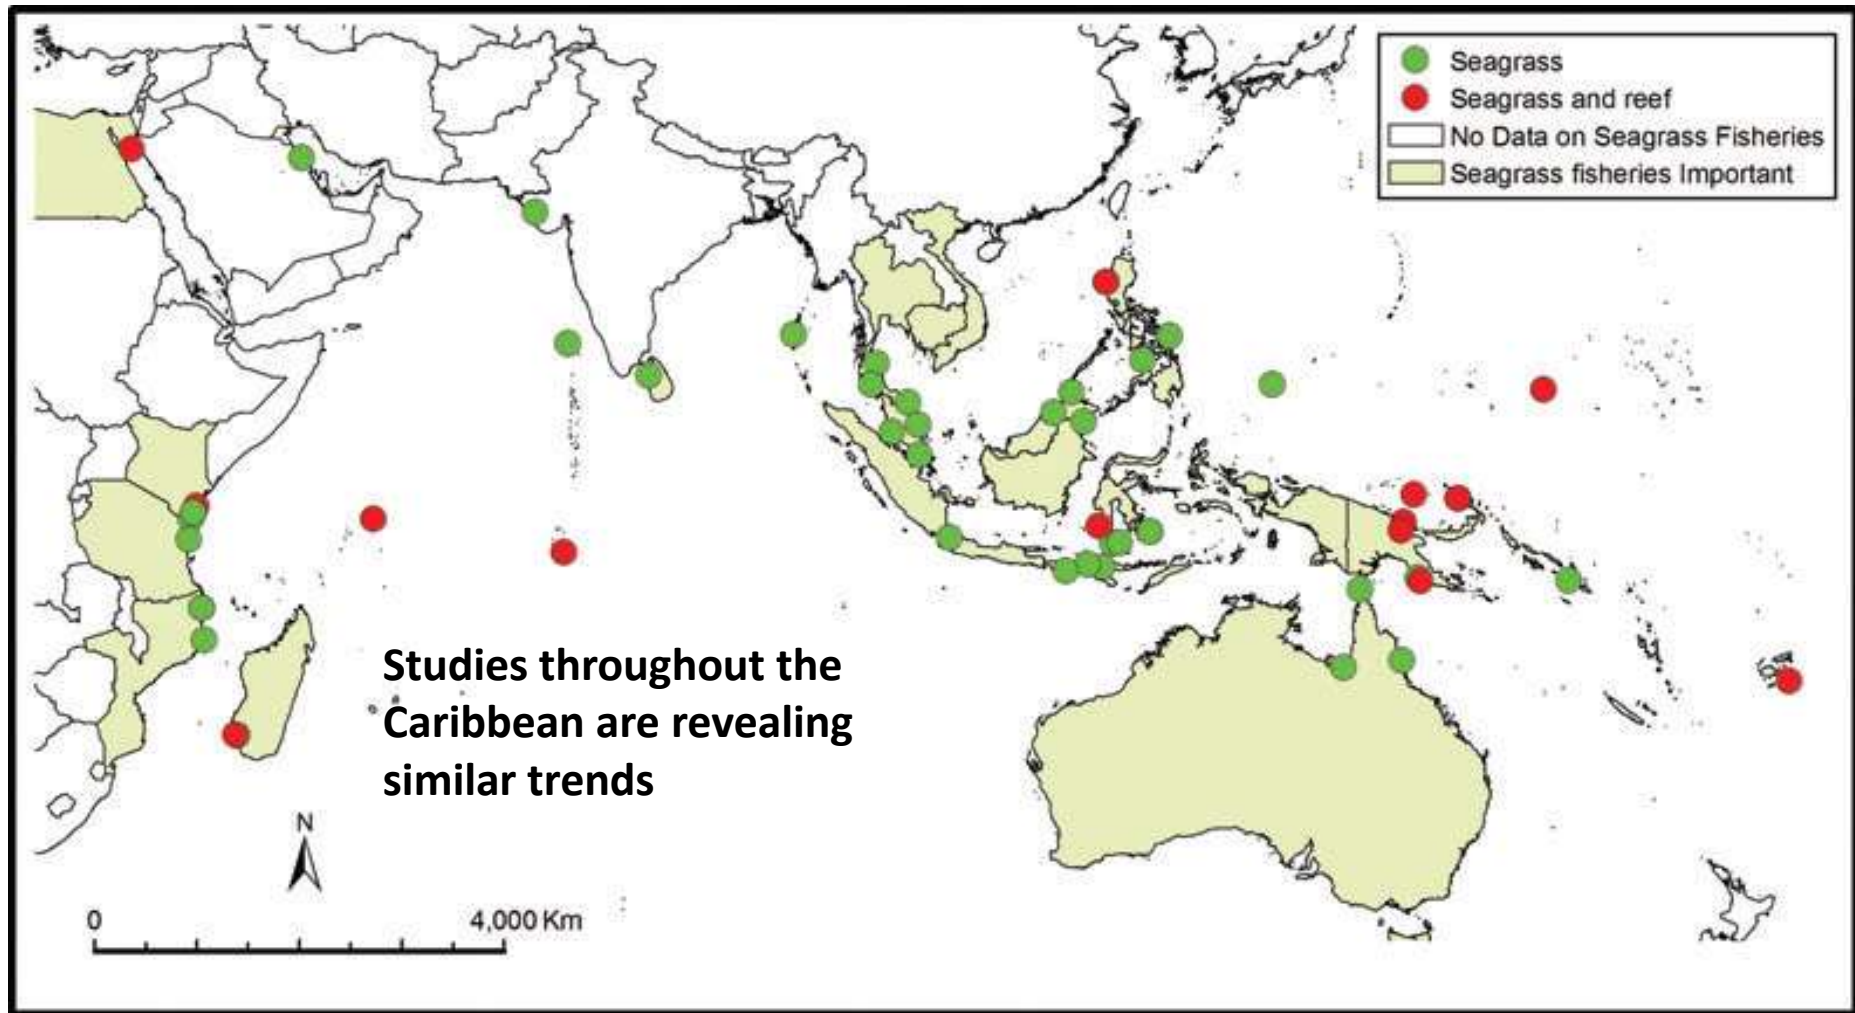 Seagrass
Seagrass and reef
No Data on Seagrass Fisheries
Seagrass fisheries Important
Studies throughout the
Caribbean are revealing
similar trends
N
0 4,000 Km